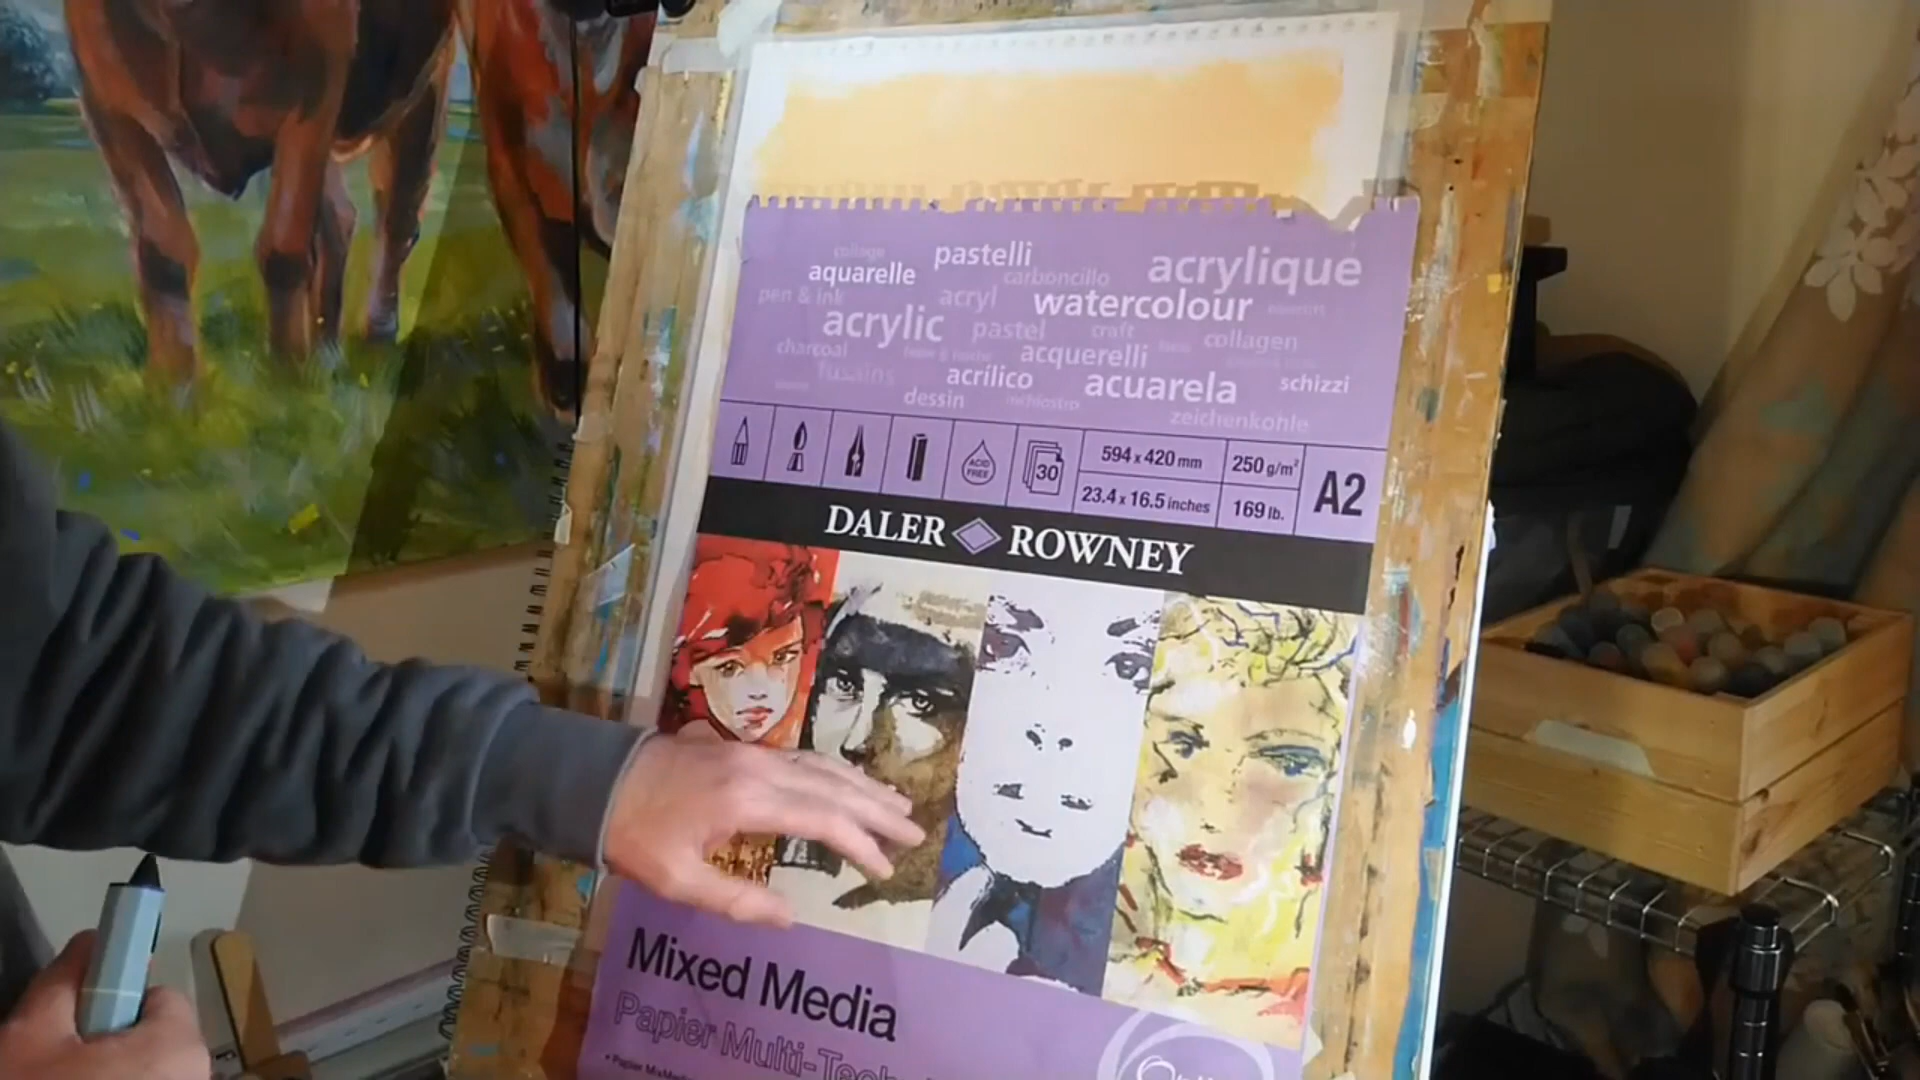 collage pastelli acrylique
aquarelle carboncillo
pen & ink acryl watercolour
acrylic pastel craft collagen
charcoal acquerelli
fusains acrílico acuarela schizzi
dessin inchiostro zeichenkohle
ACID FREE
30
594 x 420 mm 250 g/m² A2
23.4 x 16.5 inches 169 lb.
DALER ROWNEY
Mixed Media
Papier Multi-Tech
• Papier